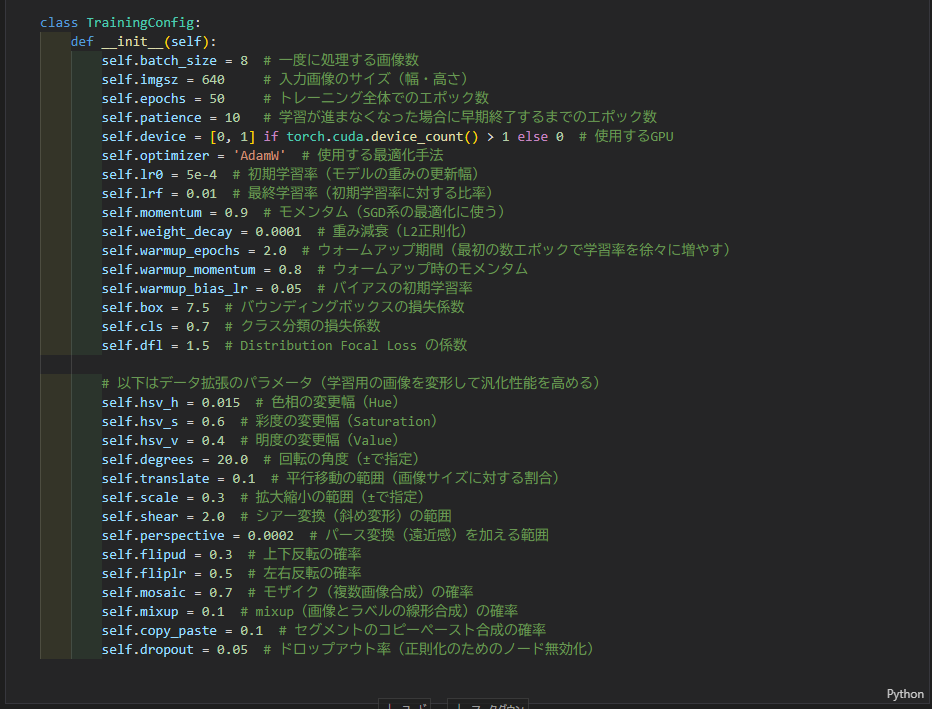 class TrainingConfig:
def __init__(self):
self.batch_size = 8  # 一度に処理する画像数
self.imgsz = 640     # 入力画像のサイズ（幅・高さ）
self.epochs = 50     # トレーニング全体でのエポック数
self.patience = 10   # 学習が進まなくなった場合に早期終了するまでのエポック数
self.device = [0, 1] if torch.cuda.device_count() > 1 else 0  # 使用するGPU
self.optimizer = 'AdamW'  # 使用する最適化手法
self.lr0 = 5e-4  # 初期学習率（モデルの重みの更新幅）
self.lrf = 0.01  # 最終学習率（初期学習率に対する比率）
self.momentum = 0.9  # モメンタム（SGD系の最適化に使う）
self.weight_decay = 0.0001  # 重み減衰（L2正則化）
self.warmup_epochs = 2.0  # ウォームアップ期間（最初の数エポックで学習率を徐々に増やす）
self.warmup_momentum = 0.8  # ウォームアップ時のモメンタム
self.warmup_bias_lr = 0.05  # バイアスの初期学習率
self.box = 7.5  # バウンディングボックスの損失係数
self.cls = 0.7  # クラス分類の損失係数
self.dfl = 1.5  # Distribution Focal Loss の係数
# 以下はデータ拡張のパラメータ（学習用の画像を変形して汎化性能を高める）
self.hsv_h = 0.015  # 色相の変更幅（Hue）
self.hsv_s = 0.6  # 彩度の変更幅（Saturation）
self.hsv_v = 0.4  # 明度の変更幅（Value）
self.degrees = 20.0  # 回転の角度（±で指定）
self.translate = 0.1  # 平行移動の範囲（画像サイズに対する割合）
self.scale = 0.3  # 拡大縮小の範囲（±で指定）
self.shear = 2.0  # シアー変換（斜め変形）の範囲
self.perspective = 0.0002  # パース変換（遠近感）を加える範囲
self.flipud = 0.3  # 上下反転の確率
self.fliplr = 0.5  # 左右反転の確率
self.mosaic = 0.7  # モザイク（複数画像合成）の確率
self.mixup = 0.1  # mixup（画像とラベルの線形合成）の確率
self.copy_paste = 0.1  # セグメントのコピーペースト合成の確率
self.dropout = 0.05  # ドロップアウト率（正則化のためのノード無効化）
Python